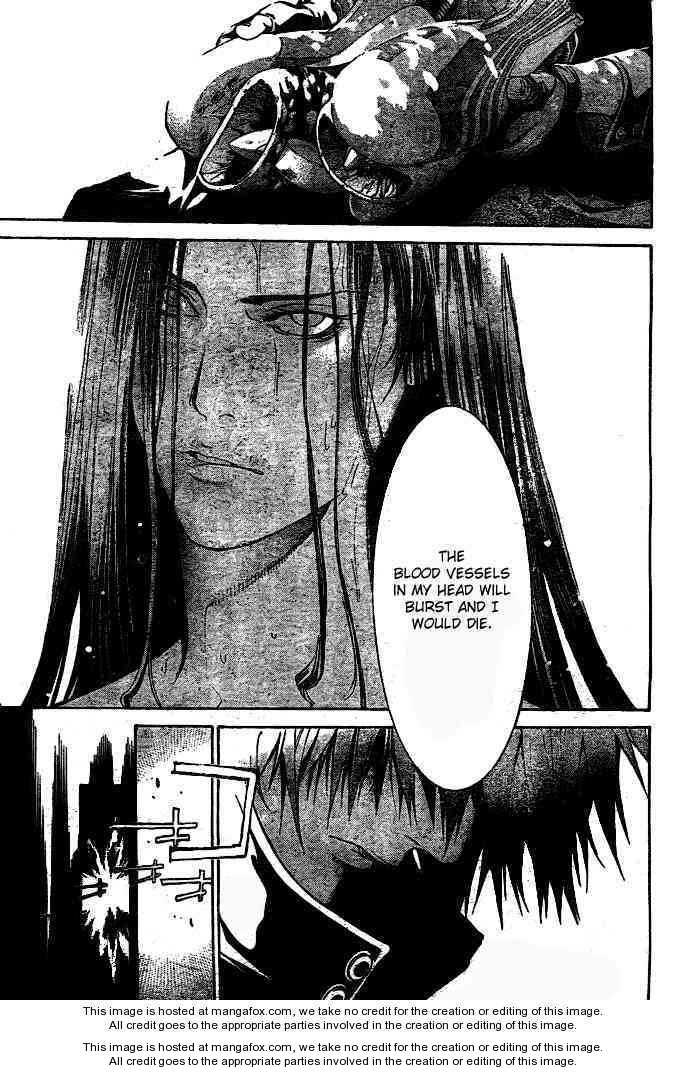 THE
BLOOD VESSELS
IN MY HEAD WILL
BURST AND I
WOULD DIE.
This image is hosted at mangafox.com, we take no credit for the creation or editing of this image.
All credit goes to the appropriate parties involved in the creation or editing of this image.
This image is hosted at mangafox.com, we take no credit for the creation or editing of this image.
All credit goes to the appropriate parties involved in the creation or editing of this image.